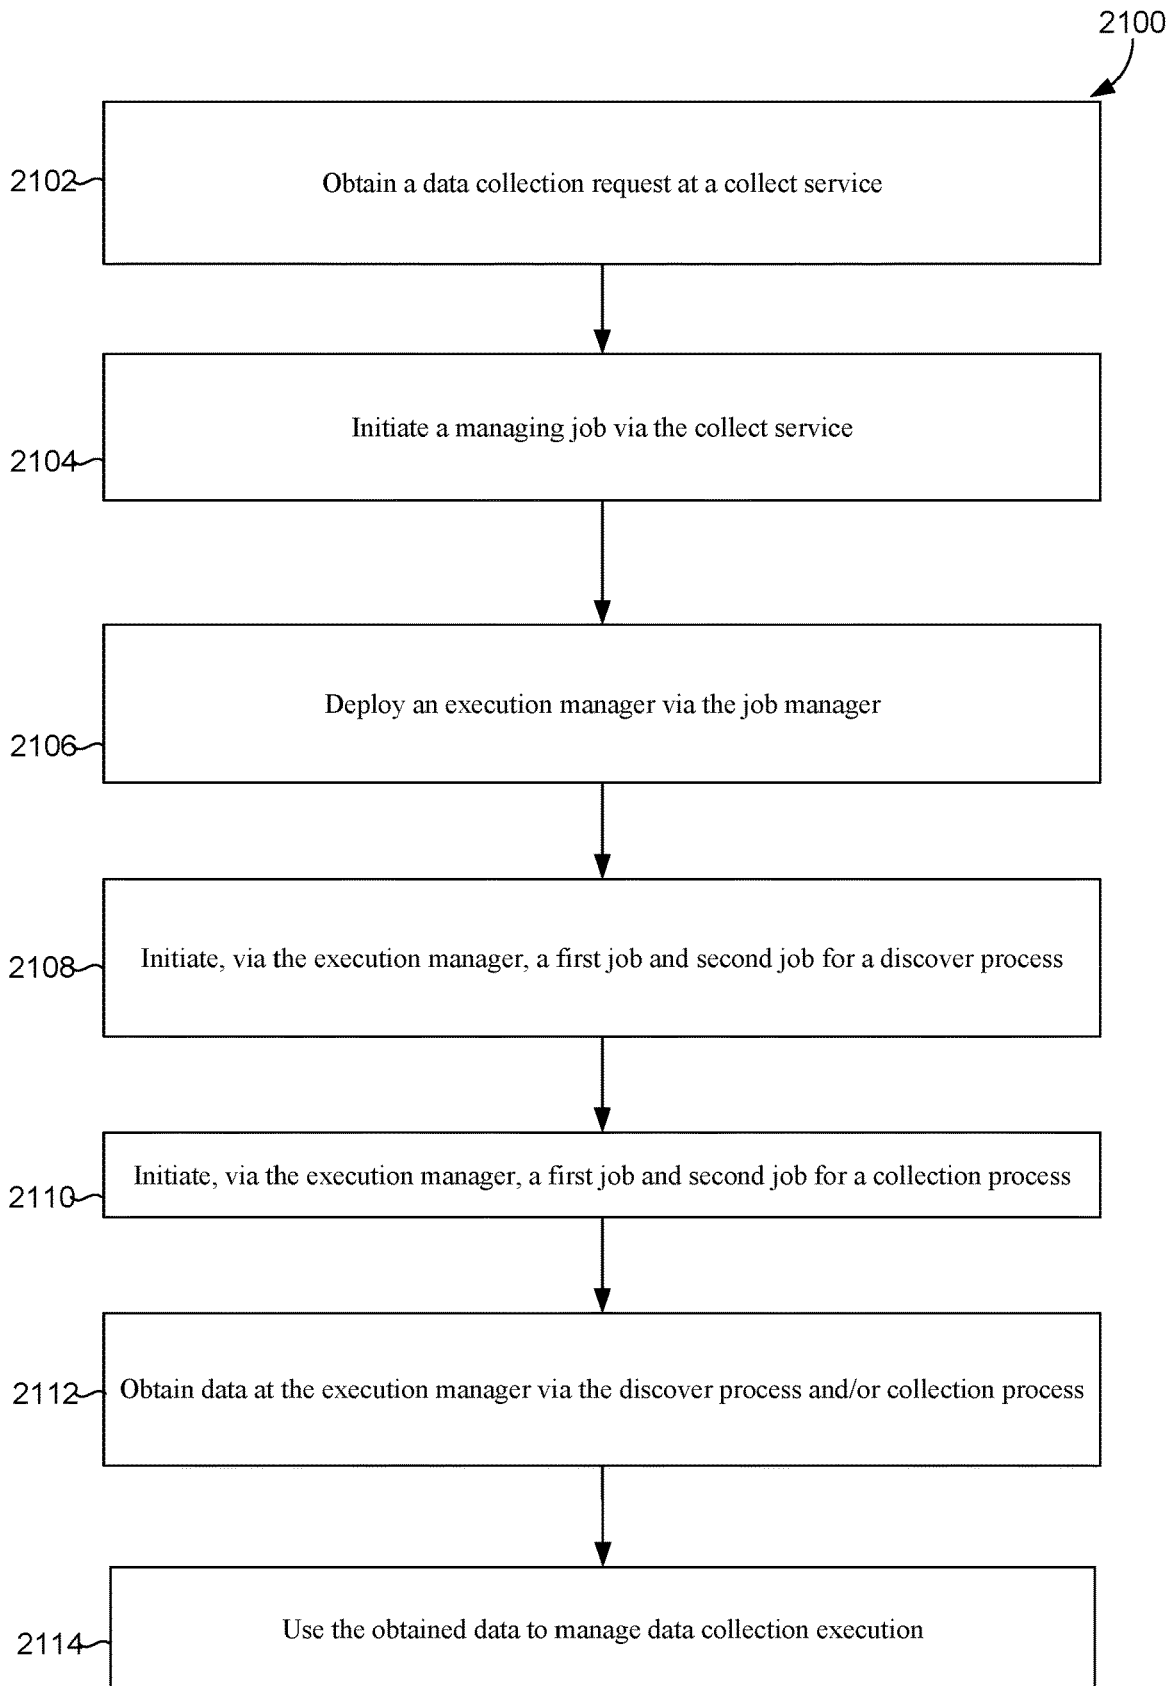 2100
2102
Obtain a data collection request at a collect service
2104
Initiate a managing job via the collect service
2106
Deploy an execution manager via the job manager
2108
Initiate, via the execution manager, a first job and second job for a discover process
2110
Initiate, via the execution manager, a first job and second job for a collection process
2112
Obtain data at the execution manager via the discover process and/or collection process
2114
Use the obtained data to manage data collection execution